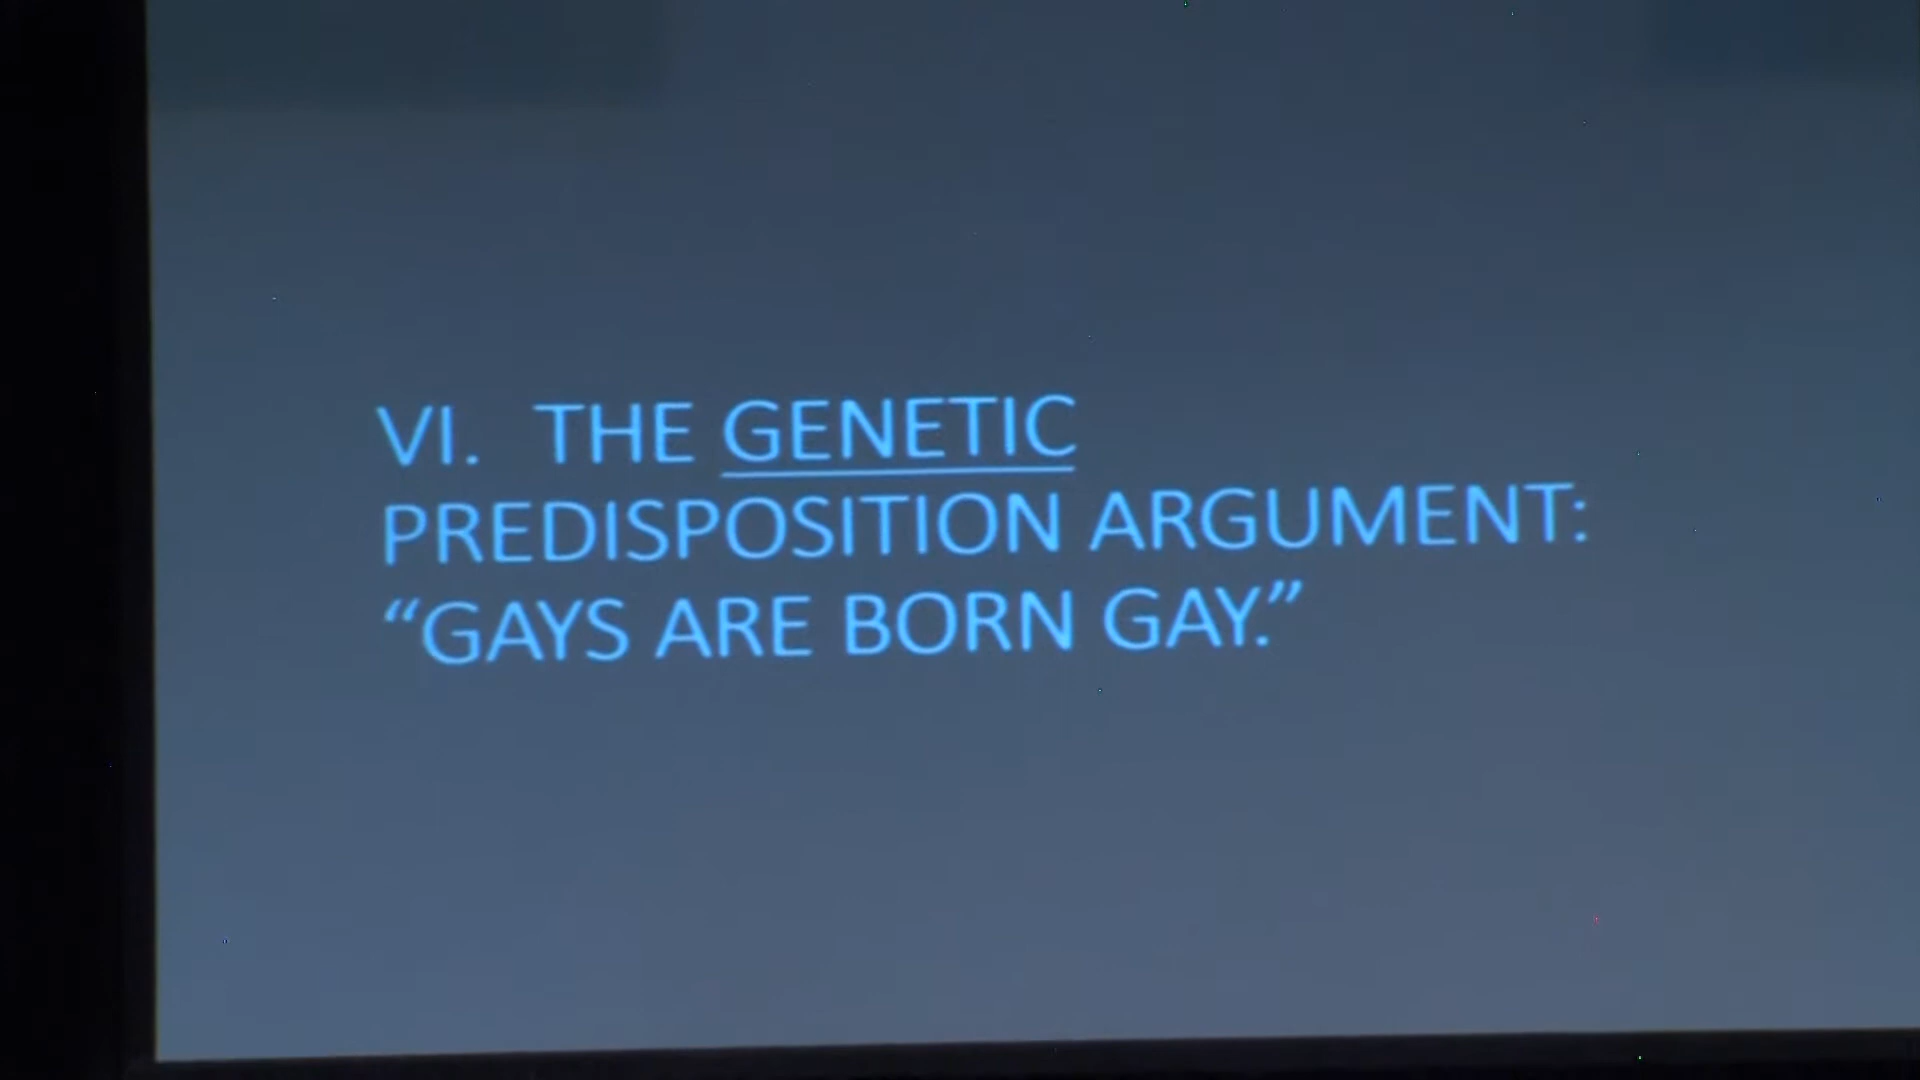 VI. THE GENETIC
PREDISPOSITION ARGUMENT:
“GAYS ARE BORN GAY.”